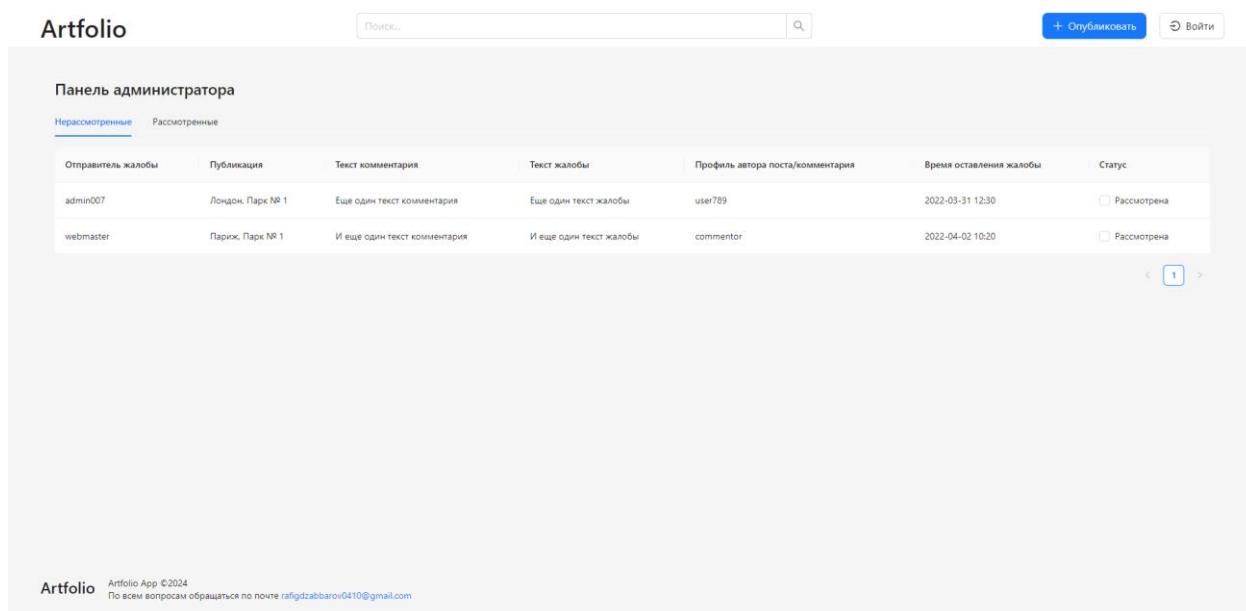 Artfolio
Поиск...
+ Опубликовать
Войти
Панель администратора
Нерассмотренные Рассмотренные
Отправитель жалобы Публикация Текст комментария Текст жалобы Профиль автора поста/комментария Время оставления жалобы Статус
admin007 Лондон. Парк № 1 Еще один текст комментария Еще один текст жалобы user789 2022-03-31 12:30 Рассмотрена
webmaster Париж. Парк № 1 И еще один текст комментария И еще один текст жалобы commentor 2022-04-02 10:20 Рассмотрена
< 1 >
Artfolio
Artfolio App ©2024
По всем вопросам обращаться по почте rafigdzabbarov0410@gmail.com